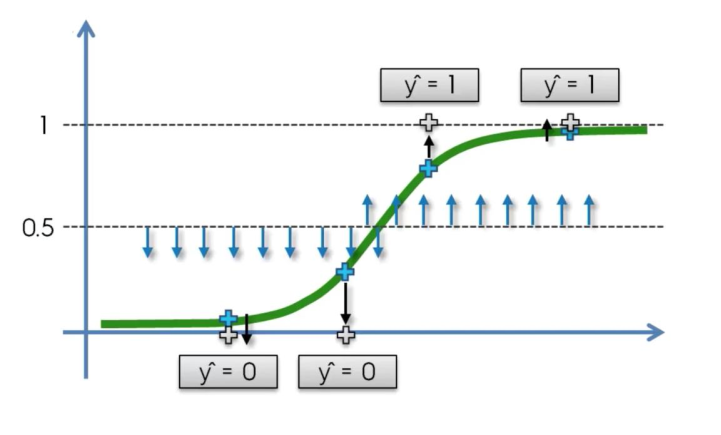 ŷ = 1
ŷ = 1
1
0.5
ŷ = 0
ŷ = 0